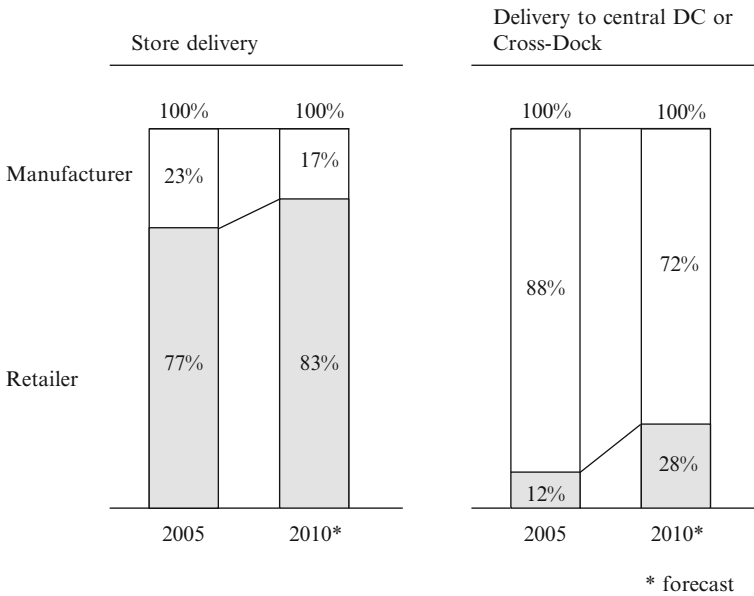 Store delivery
Delivery to central DC or
Cross-Dock
100%
100%
100%
100%
Manufacturer
23%
17%
88%
72%
Retailer
77%
83%
12%
28%
2005
2010*
2005
2010*
* forecast